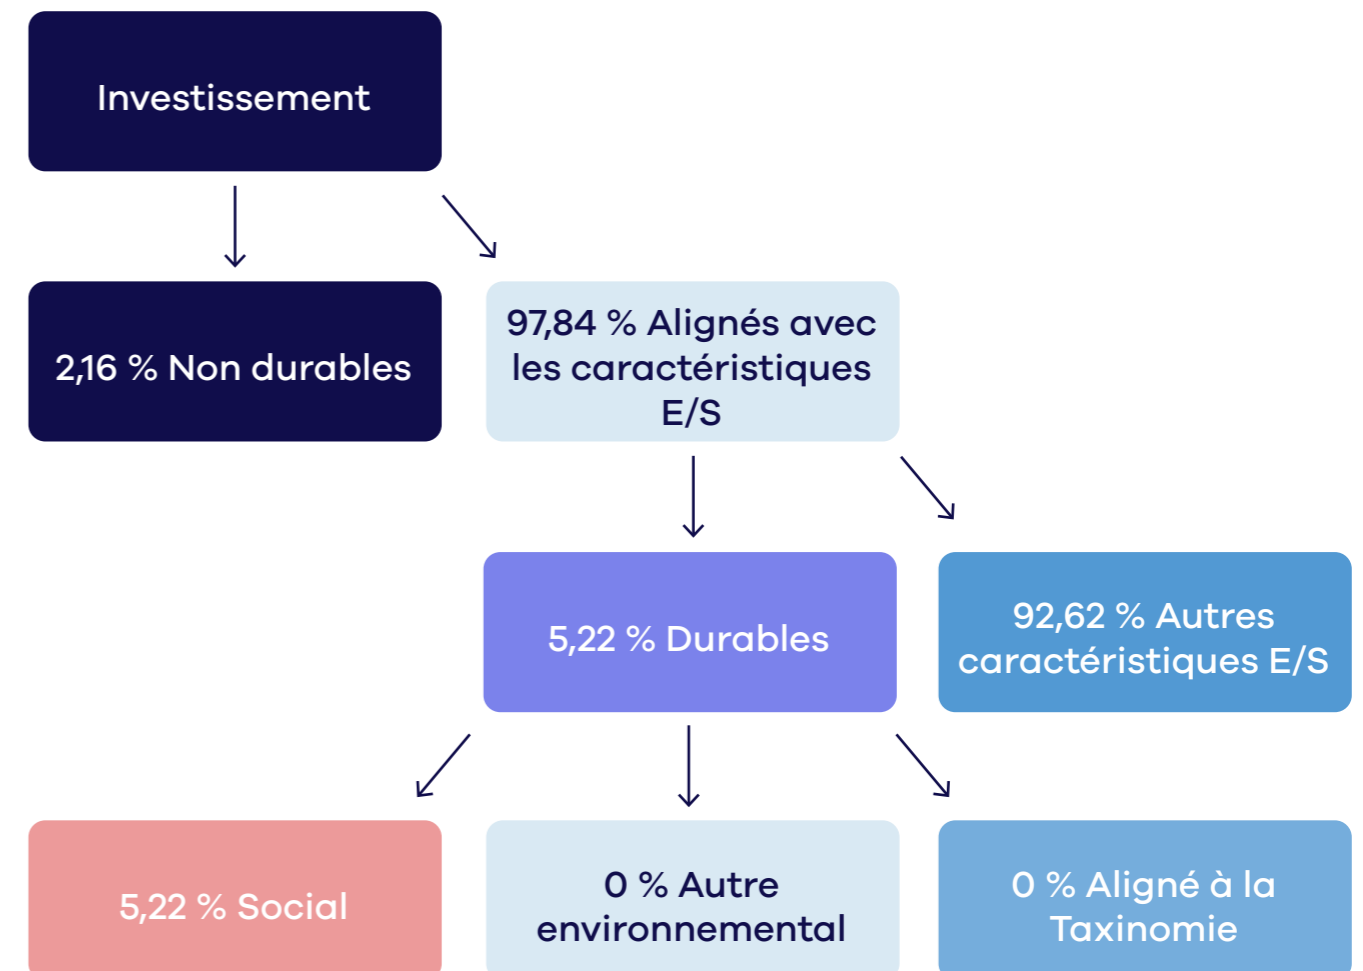 Investissement
2,16 % Non durables
97,84 % Alignés avec
les caractéristiques
E/S
5,22 % Durables
92,62 % Autres
caractéristiques E/S
5,22 % Social
0 % Autre
environnemental
0 % Aligné à la
Taxinomie